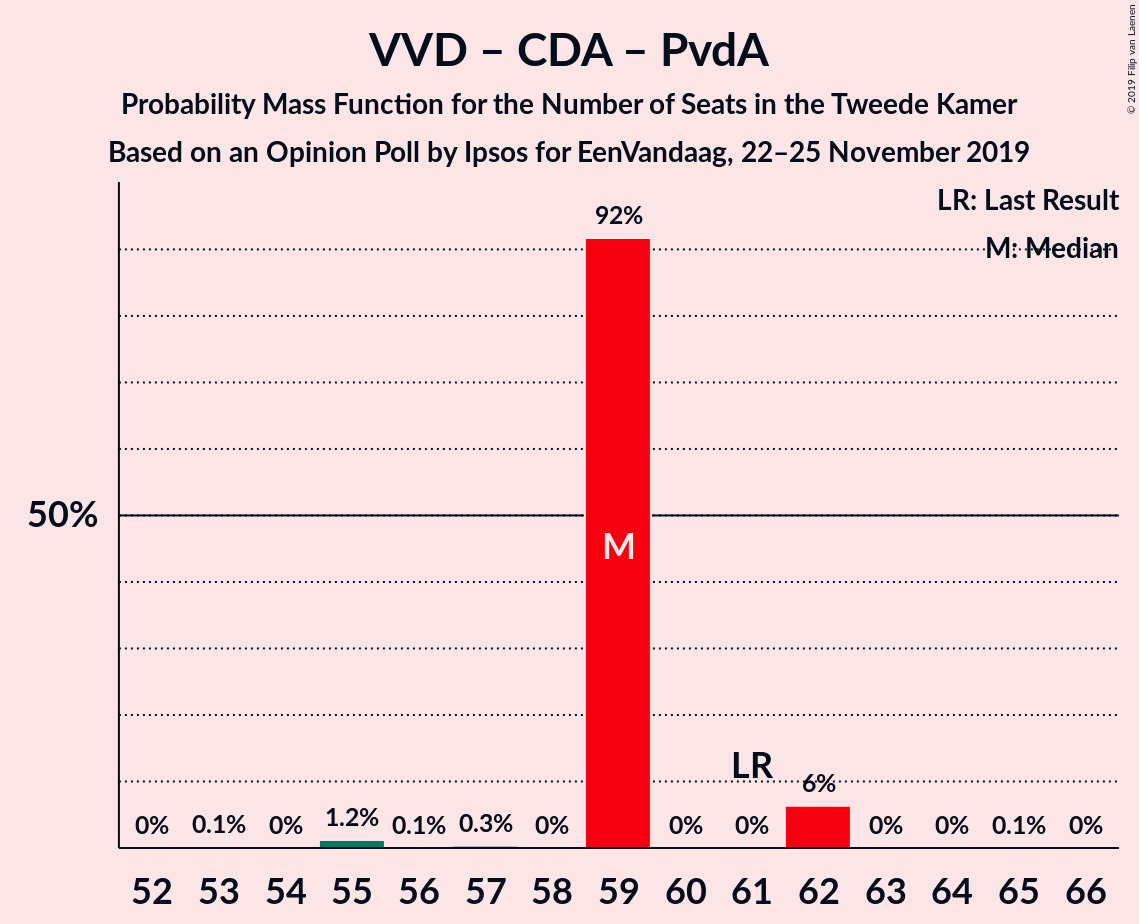 VVD – CDA – PvdA
Probability Mass Function for the Number of Seats in the Tweede Kamer
Based on an Opinion Poll by Ipsos for EenVandaag, 22–25 November 2019
© 2019 Filip van Laenen
LR: Last Result
M: Median
92%
50%
M
LR
6%
0% 0.1% 0% 1.2% 0.1% 0.3% 0% 0% 0% 0% 0% 0.1% 0%
52 53 54 55 56 57 58 59 60 61 62 63 64 65 66